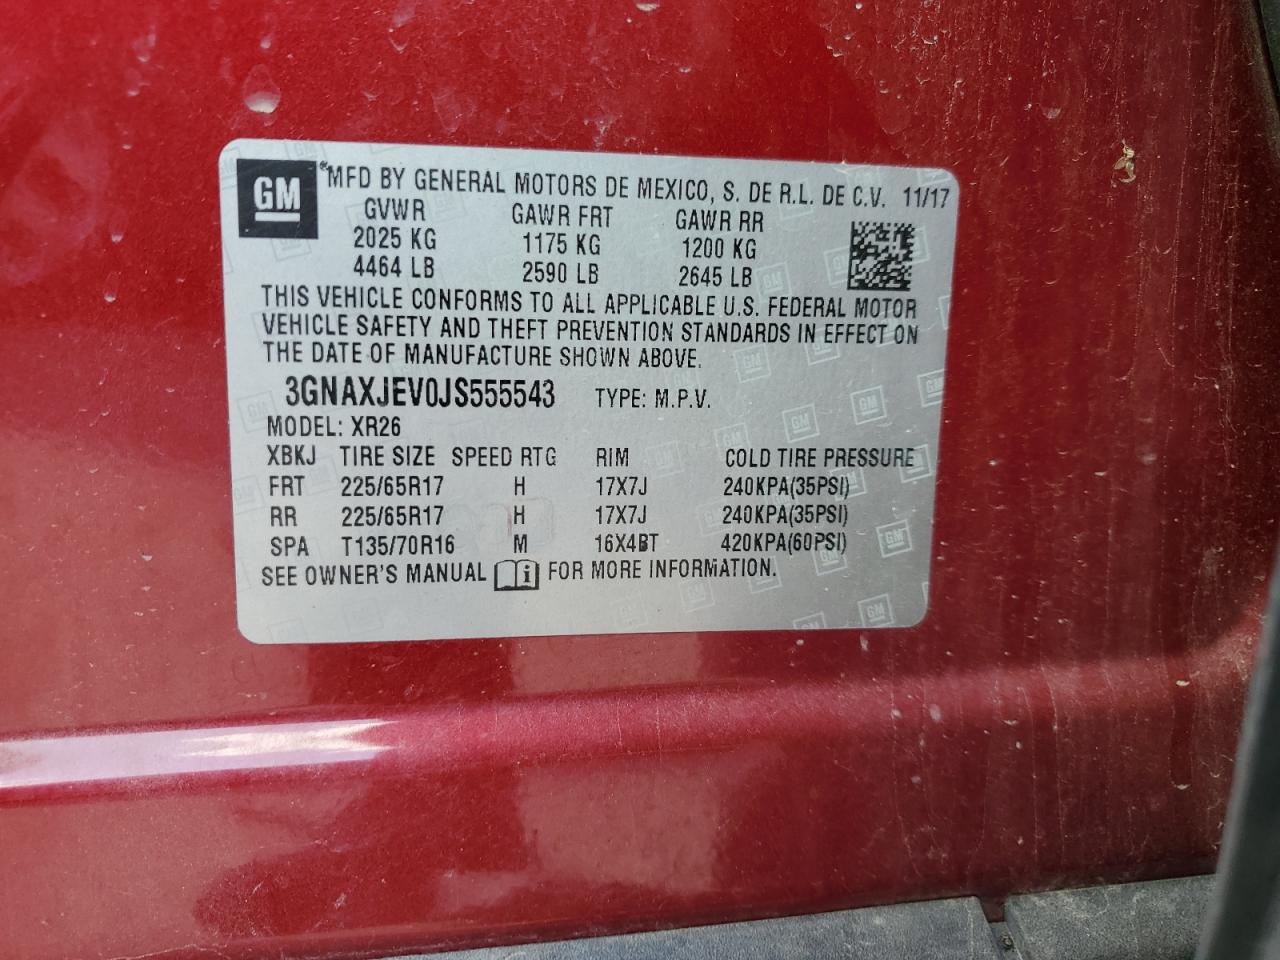 GM *MFD BY GENERAL MOTORS DE MEXICO, S. DE R.L. DE C.V. 11/17
GVWR GAWR FRT GAWR RR
2025 KG 1175 KG 1200 KG
4464 LB 2590 LB 2645 LB
THIS VEHICLE CONFORMS TO ALL APPLICABLE U.S. FEDERAL MOTOR
VEHICLE SAFETY AND THEFT PREVENTION STANDARDS IN EFFECT ON
THE DATE OF MANUFACTURE SHOWN ABOVE.
3GNAXJEV0JS555543 TYPE: M.P.V.
MODEL: XR26
XBKJ TIRE SIZE SPEED RTG RIM COLD TIRE PRESSURE
FRT 225/65R17 H 17X7J 240KPA(35PSI)
RR 225/65R17 H 17X7J 240KPA(35PSI)
SPA T135/70R16 M 16X4BT 420KPA(60PSI)
SEE OWNER'S MANUAL i FOR MORE INFORMATION.